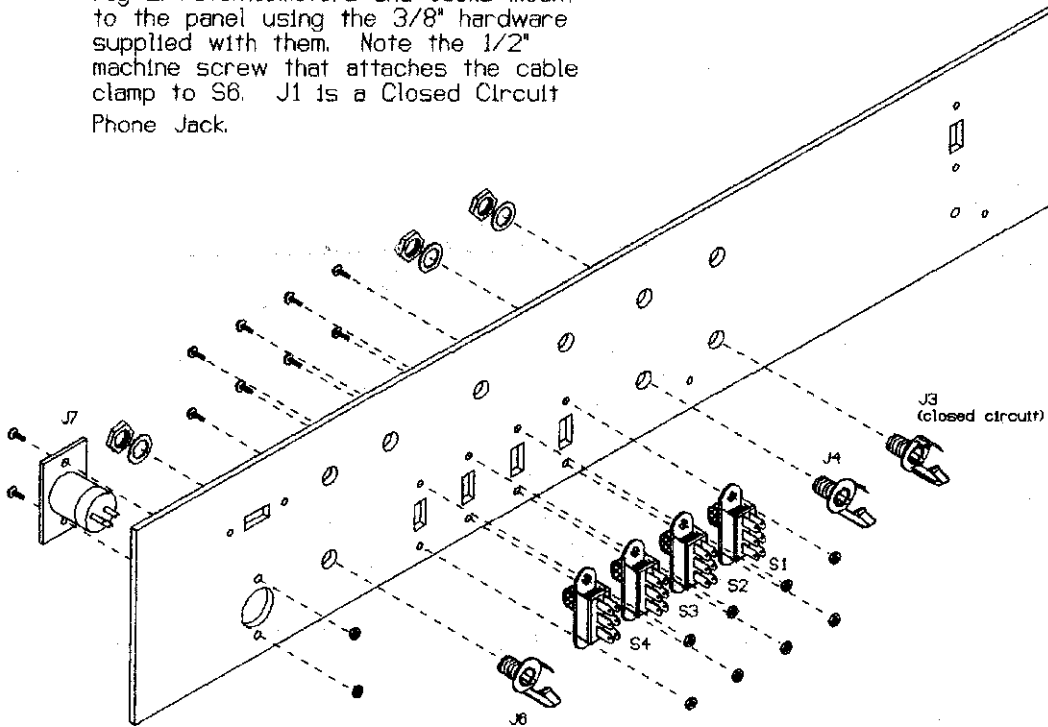 to the panel using the 3/8" hardware
supplied with them. Note the 1/2"
machine screw that attaches the cable
clamp to S6. J1 is a Closed Circuit
Phone Jack.
J7
J3
(closed circuit)
J4
S1
S2
S3
S4
J6